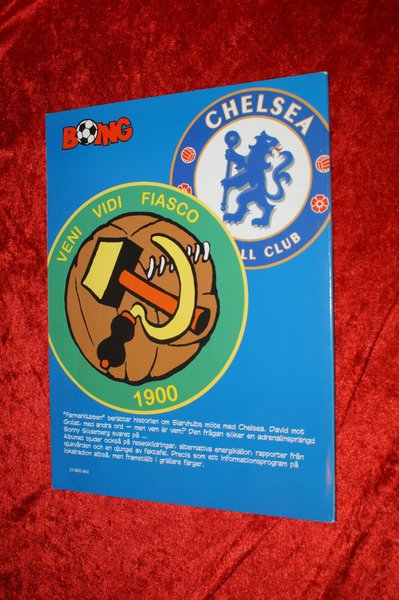 BOING
CHELSEA
LL CLUB
VENI VIDI FIASCO
1900
"Farmarklubben" berättar historien om Slarvhults möte med Chelsea. David mot
Goliat, med andra ord – men vem är vem? Den frågan söker en adrenalinsprängd
Sonny Söderberg svaret på ...
Albumet bjuder också på reseskildringar, alternativa energikällor, rapporter från
sjukvården och en djungel av faktafel. Precis som ett informationsprogram på
lokalradion alltså, men framställt i grällare färger.